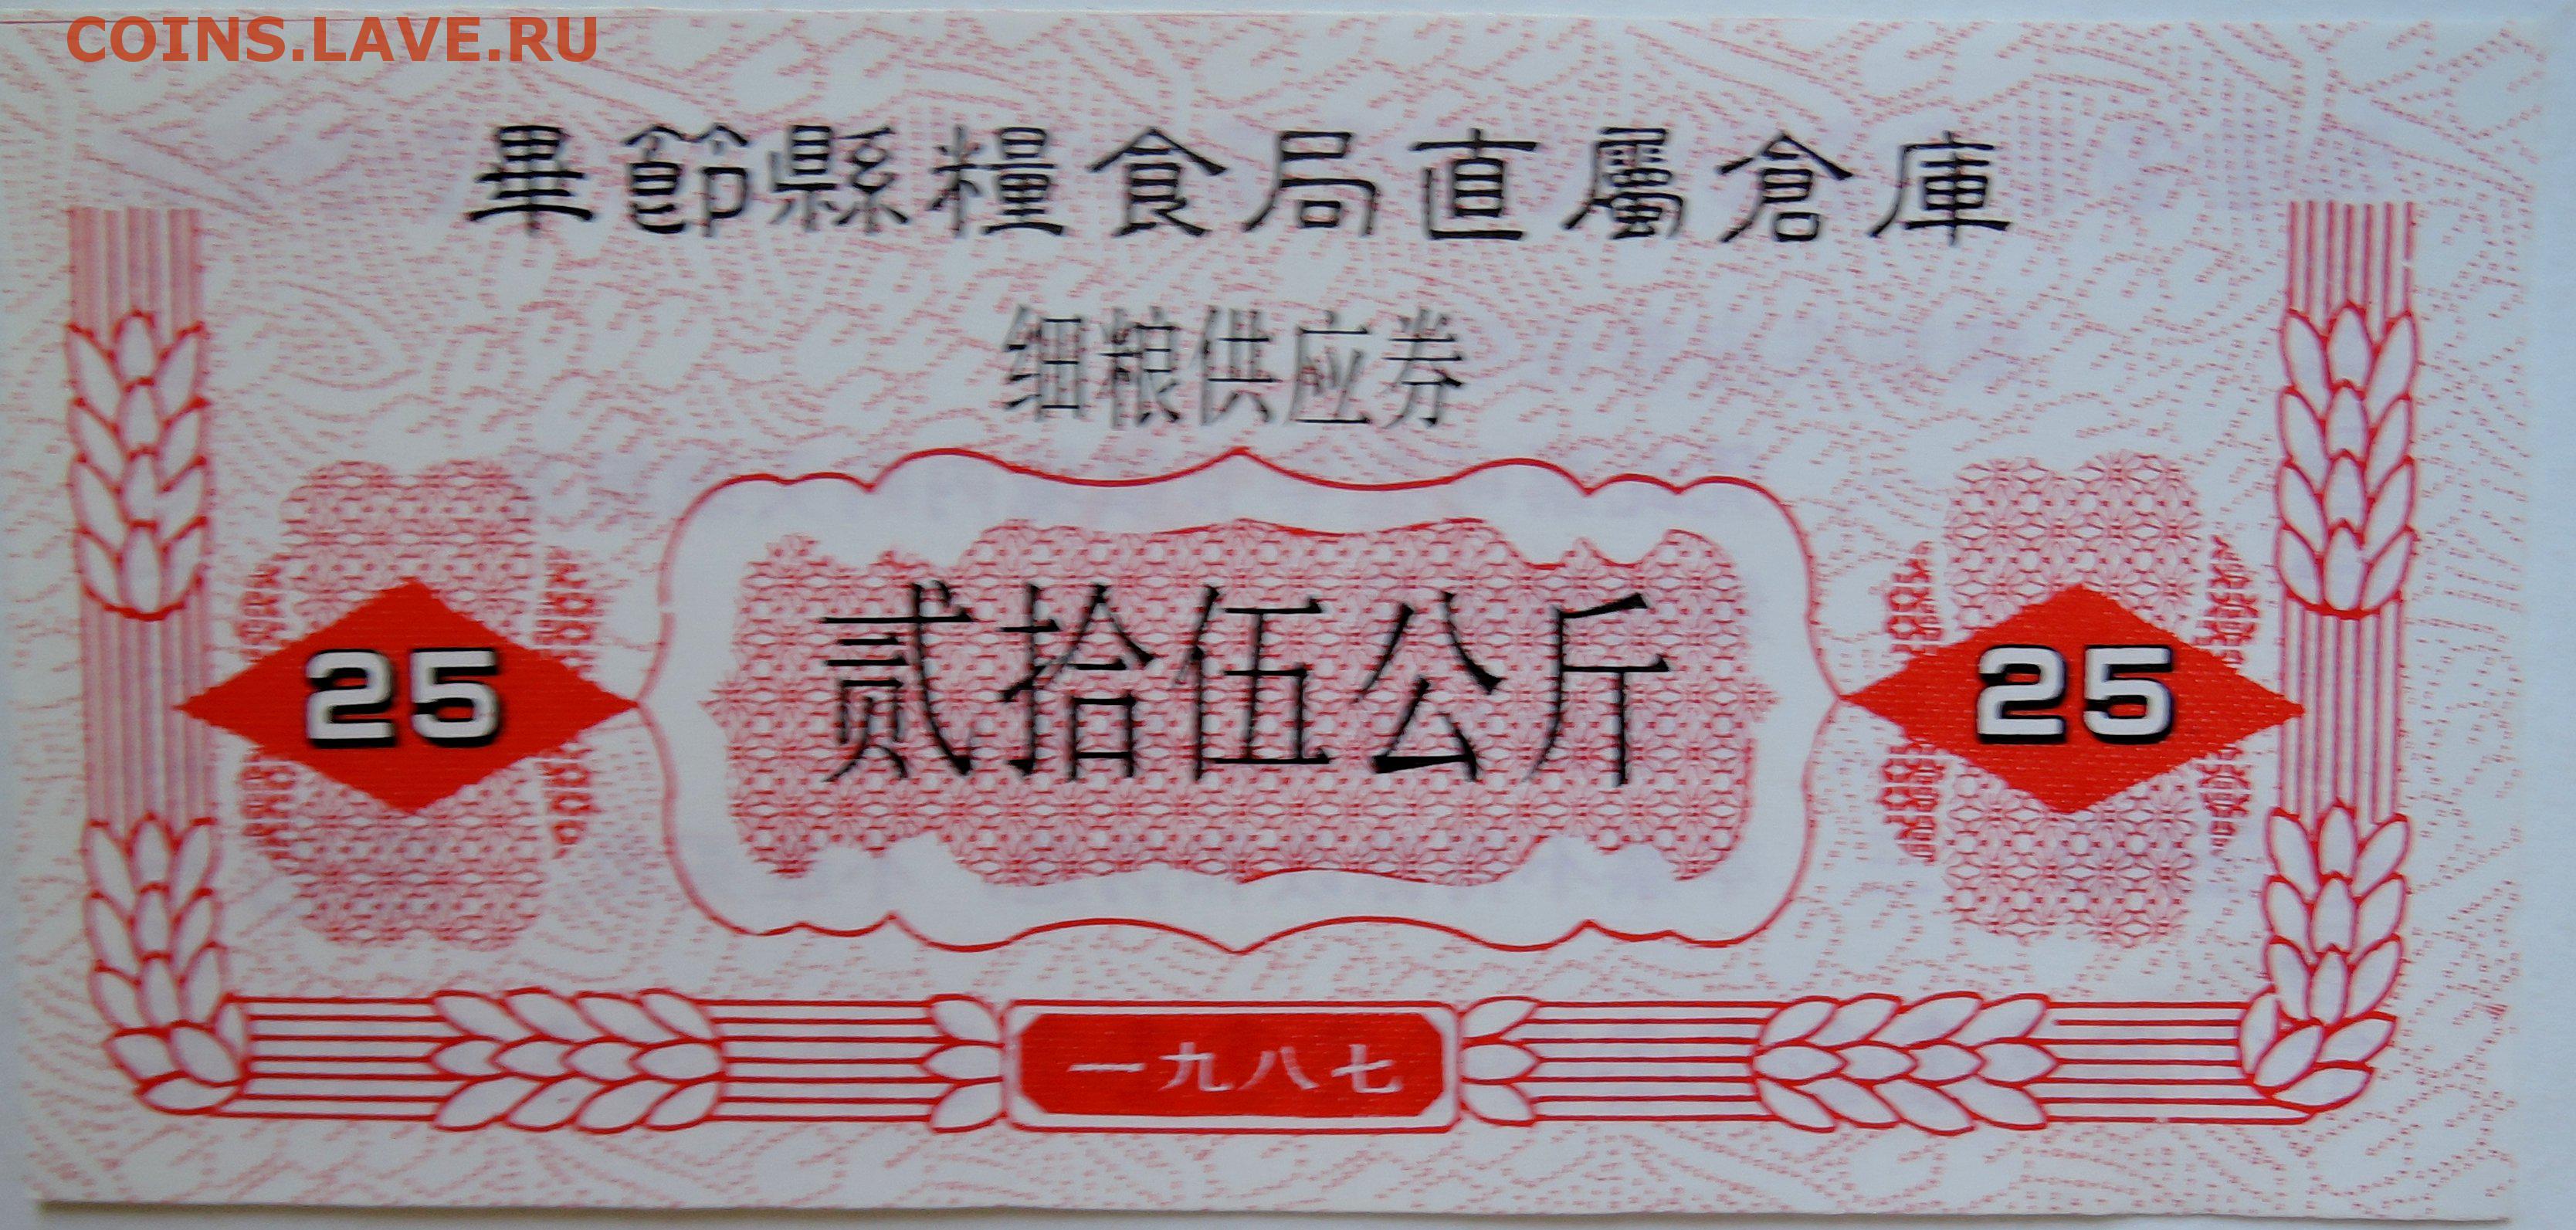 COINS.LAVE.RU
畢節縣糧食局直屬倉庫
细粮供应券
25 贰拾伍公斤 25
一九八七